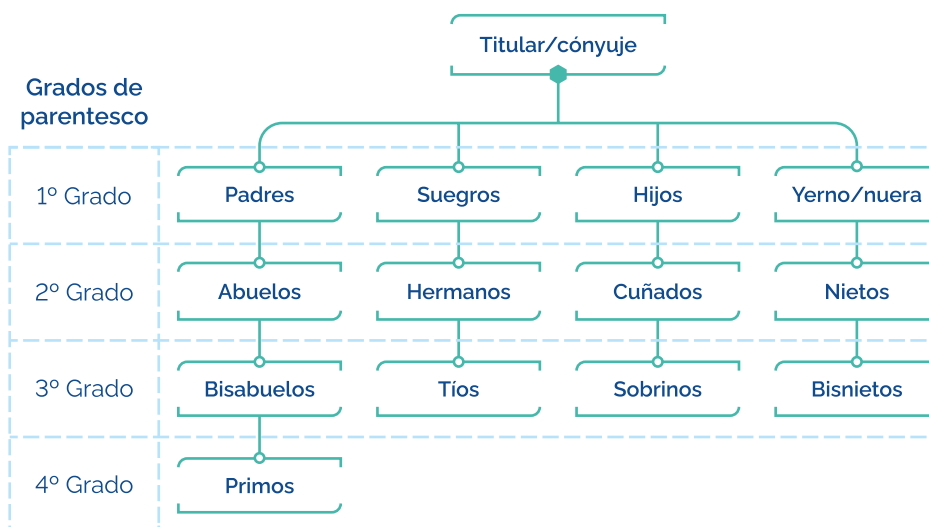 Titular/cónyuje
Grados de
parentesco
1º Grado
Padres
Suegros
Hijos
Yerno/nuera
2º Grado
Abuelos
Hermanos
Cuñados
Nietos
3º Grado
Bisabuelos
Tíos
Sobrinos
Bisnietos
4º Grado
Primos